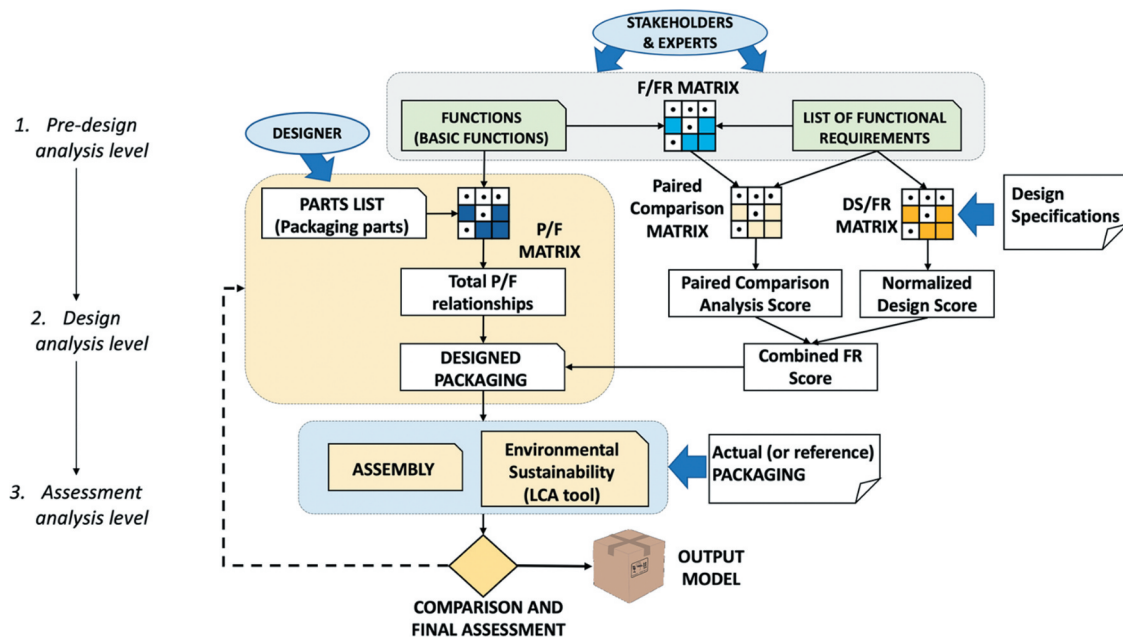 STAKEHOLDERS
& EXPERTS
F/FR MATRIX
1. Pre-design
analysis level
DESIGNER
FUNCTIONS
(BASIC FUNCTIONS)
LIST OF FUNCTIONAL
REQUIREMENTS
PARTS LIST
(Packaging parts)
P/F
MATRIX
Paired
Comparison
MATRIX
DS/FR
MATRIX
Design
Specifications
Total P/F
relationships
Paired Comparison
Analysis Score
Normalized
Design Score
2. Design
analysis level
DESIGNED
PACKAGING
Combined FR
Score
ASSEMBLY
Environmental
Sustainability
(LCA tool)
Actual (or reference)
PACKAGING
3. Assessment
analysis level
OUTPUT
MODEL
COMPARISON AND
FINAL ASSESSMENT